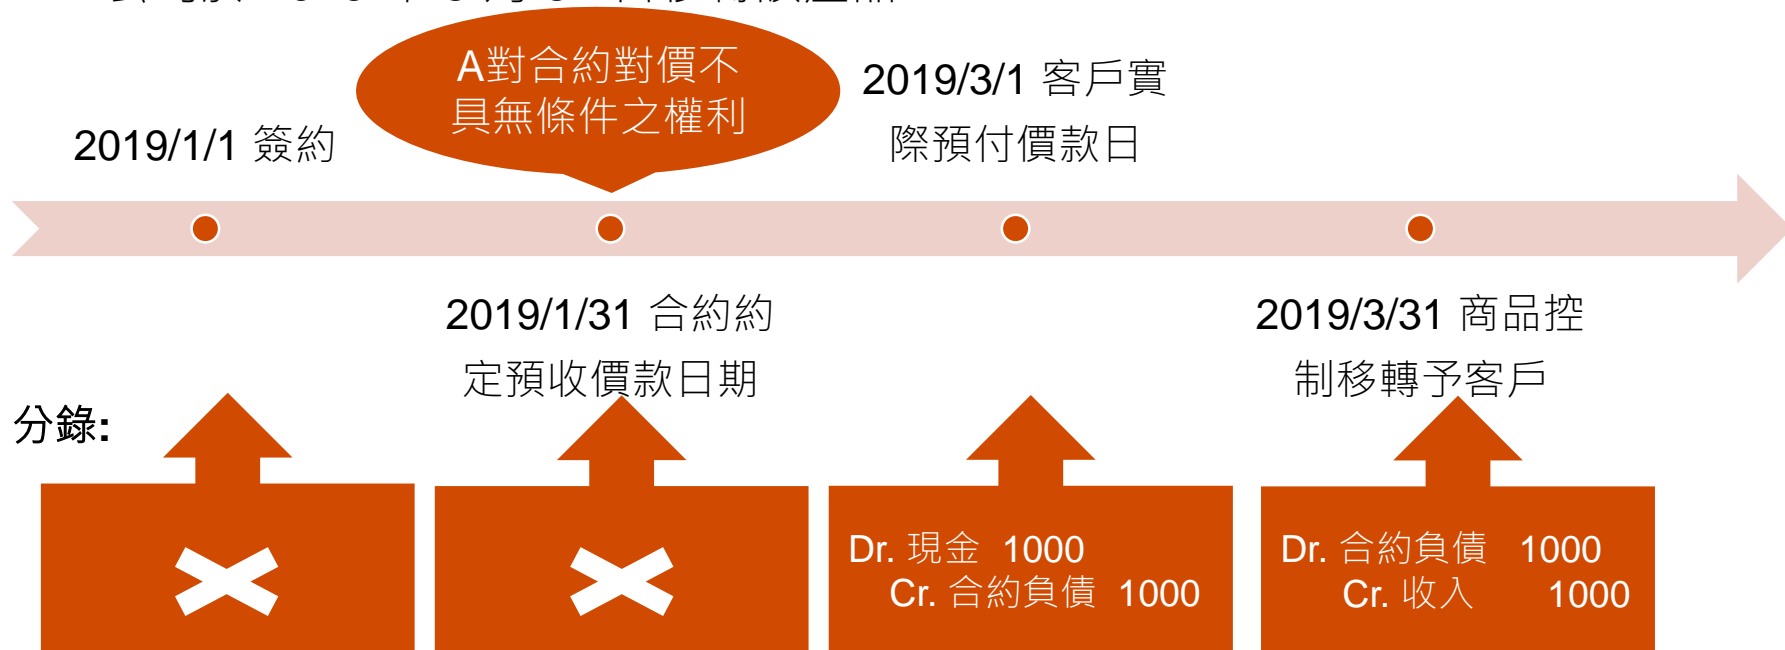 A對合約對價不
具無條件之權利
2019/1/1 簽約
2019/3/1 客戶實
際預付價款日
2019/1/31 合約約
定預收價款日期
2019/3/31 商品控
制移轉予客戶
分錄:
Dr. 現金 1000
Cr. 合約負債 1000
Dr. 合約負債 1000
Cr. 收入 1000